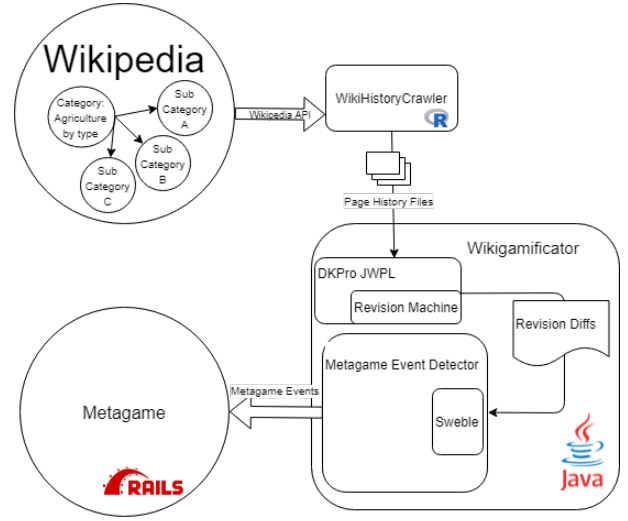 Wikipedia
Category:
Agriculture
by type
Sub
Category
A
Sub
Category
B
Sub
Category
C
Wikipedia API
WikiHistoryCrawler
R
Page History Files
Wikigamificator
DKPro JWPL
Revision Machine
Revision Diffs
Metagame Event Detector
Sweble
Java
Metagame Events
Metagame
RAILS